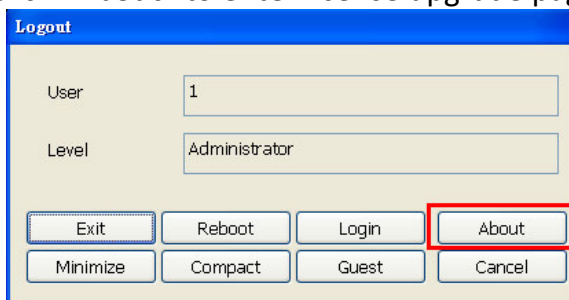 Logout
User 1
Level Administrator
Exit Reboot Login About
Minimize Compact Guest Cancel